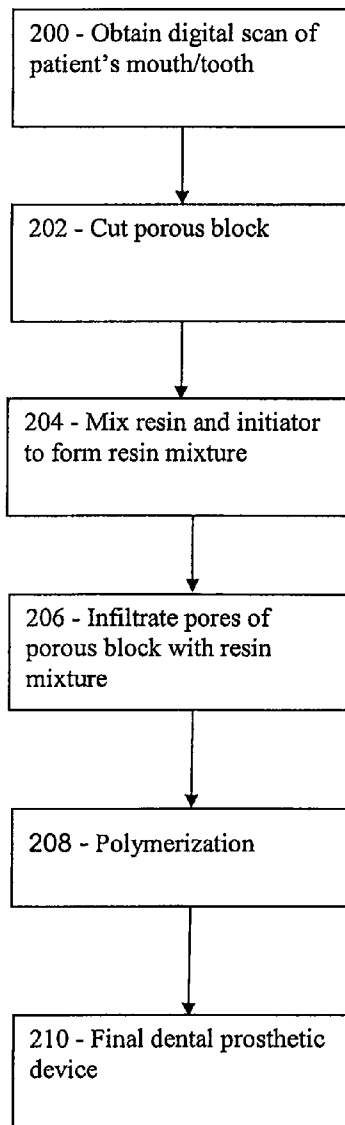 200 - Obtain digital scan of
patient's mouth/tooth
202 - Cut porous block
204 - Mix resin and initiator
to form resin mixture
206 - Infiltrate pores of
porous block with resin
mixture
208 - Polymerization
210 - Final dental prosthetic
device